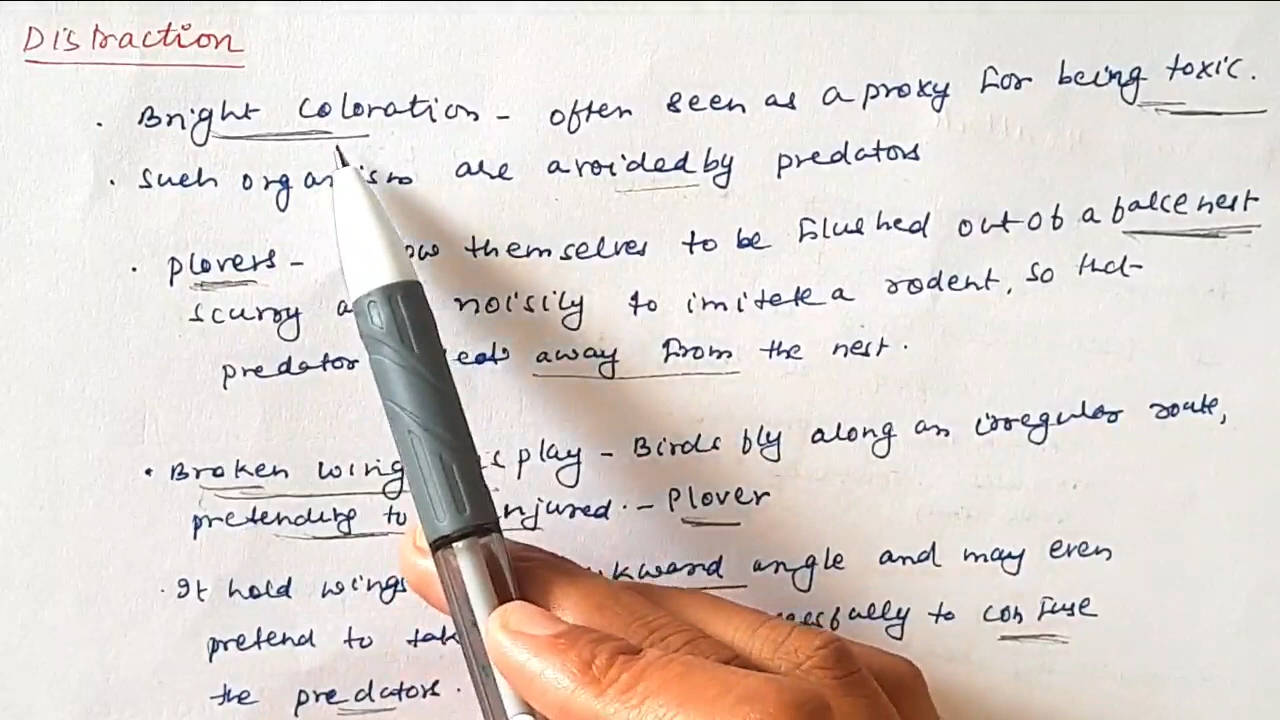 Distraction
. Bright coloration - often seen as a proxy for being toxic.
. such organism are avoided by predators
. plovers - themselves to be flushed out of a false nest
scurry noisily to imitate a rodent, so that
predator away from the nest.
. Broken wing play - Birds fly along an irregular route,
pretending to injured. - Plover
. It hold wings angle and may even
pretend to to confuse
the predators.